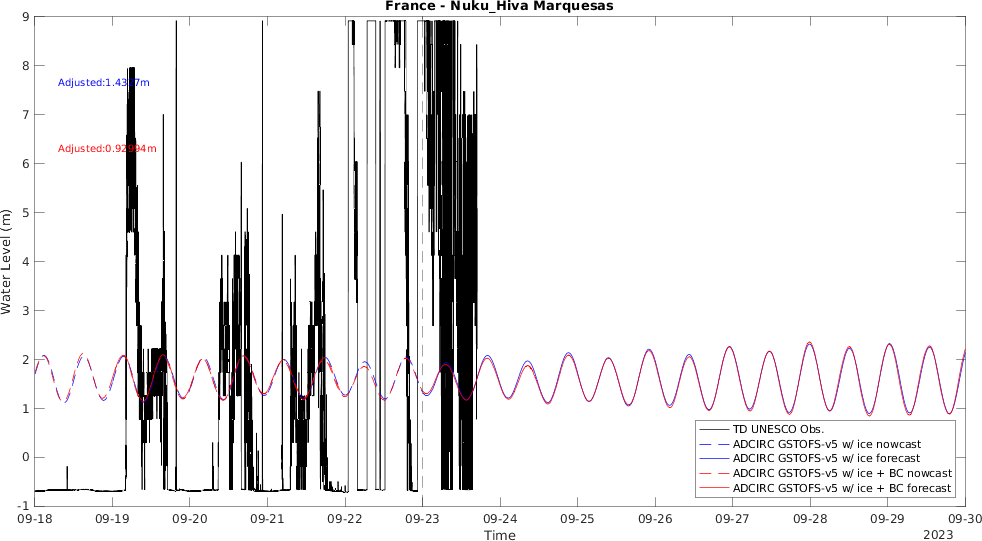 France - Nuku_Hiva Marquesas
9
8
7
6
5
4
3
2
1
0
-1
Water Level (m)
Adjusted:0.92994m
TD UNESCO Obs.
ADCIRC GSTOFS-v5 w/ ice nowcast
ADCIRC GSTOFS-v5 w/ ice forecast
ADCIRC GSTOFS-v5 w/ ice + BC nowcast
ADCIRC GSTOFS-v5 w/ ice + BC forecast
09-18 09-19 09-20 09-21 09-22 09-23 09-24 09-25 09-26 09-27 09-28 09-29 09-30
Time
2023